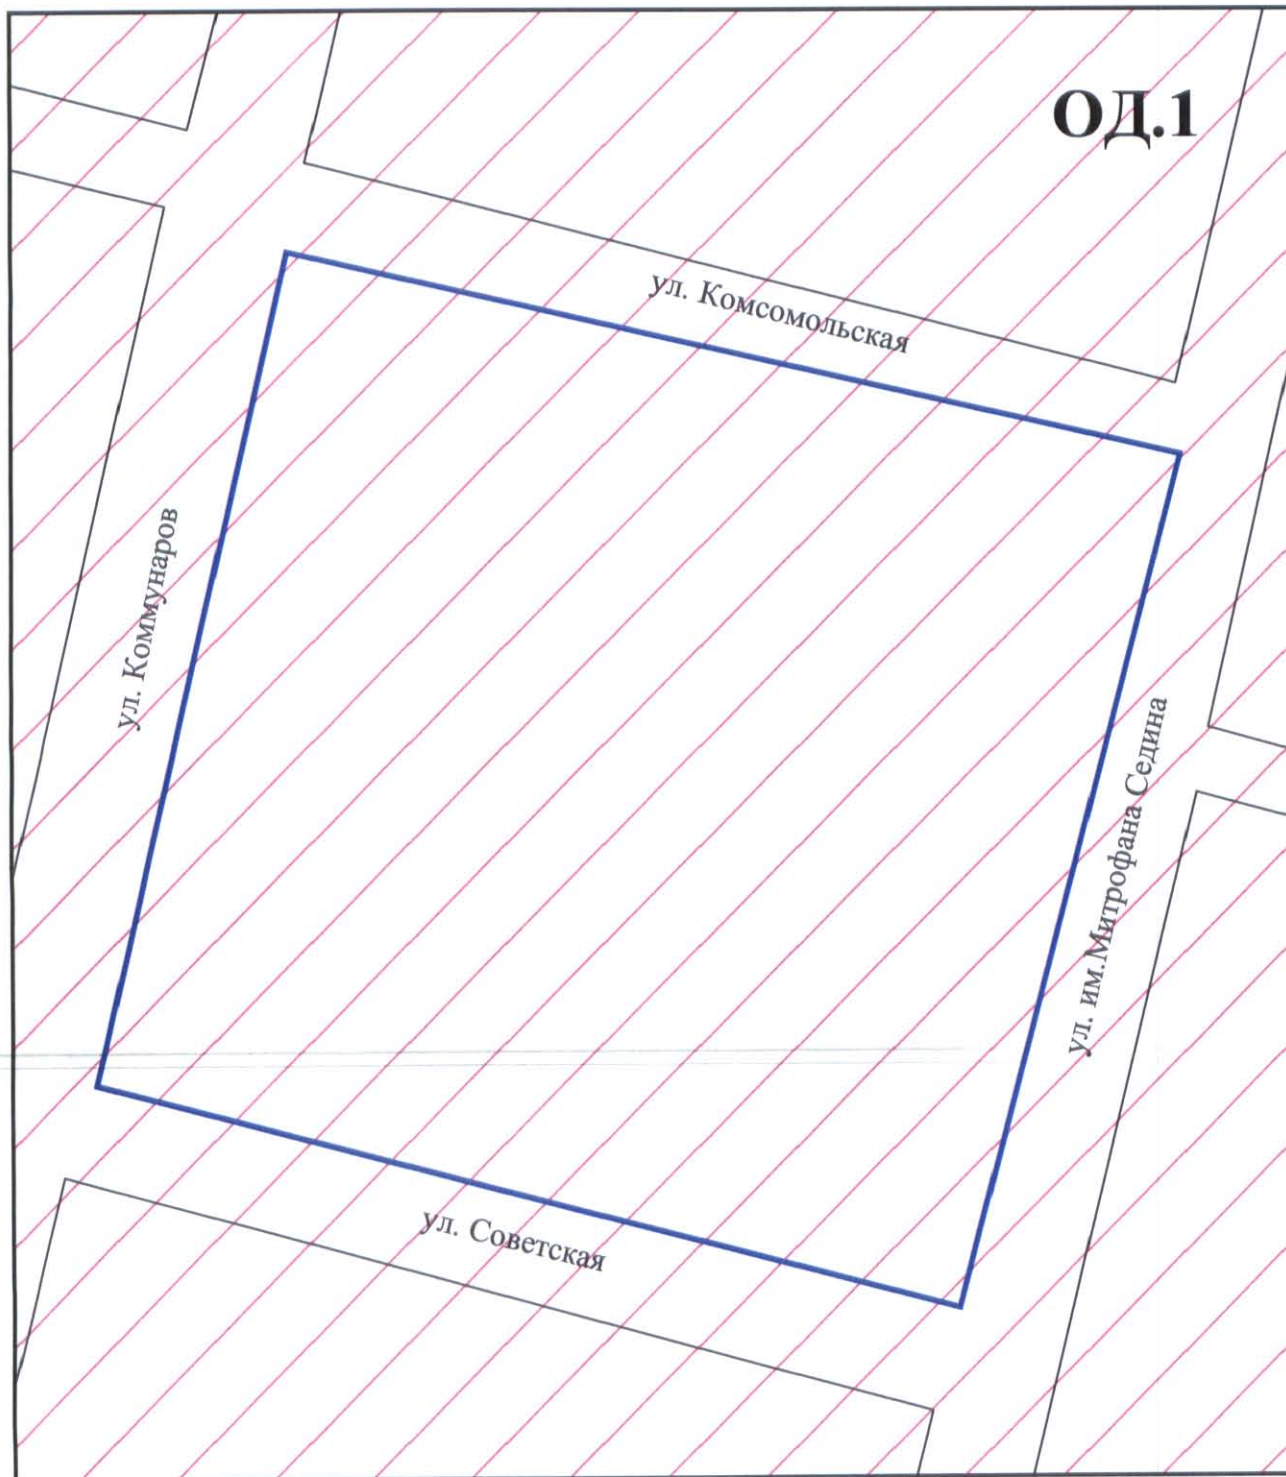 ОД.1
ул. Комсомольская
ул. Коммунаров
ул. им.Митрофана Седина
ул. Советская